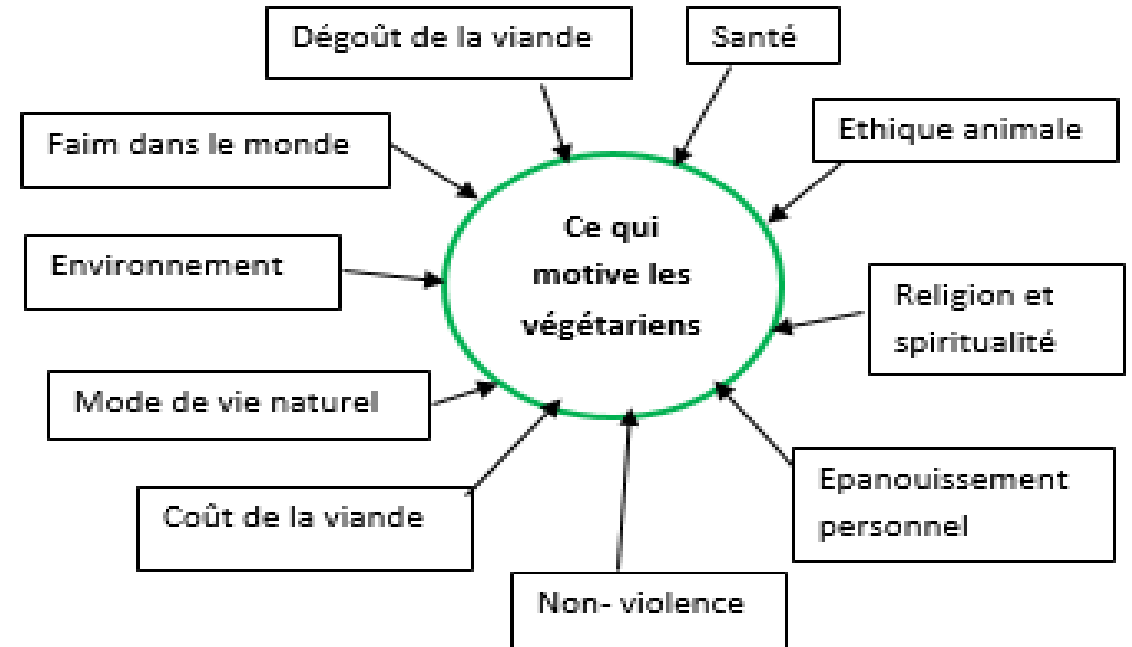 Dégoût de la viande
Santé
Faim dans le monde
Ethique animale
Ce qui
motive les
végétariens
Environnement
Religion et
spiritualité
Mode de vie naturel
Epanouissement
personnel
Coût de la viande
Non- violence